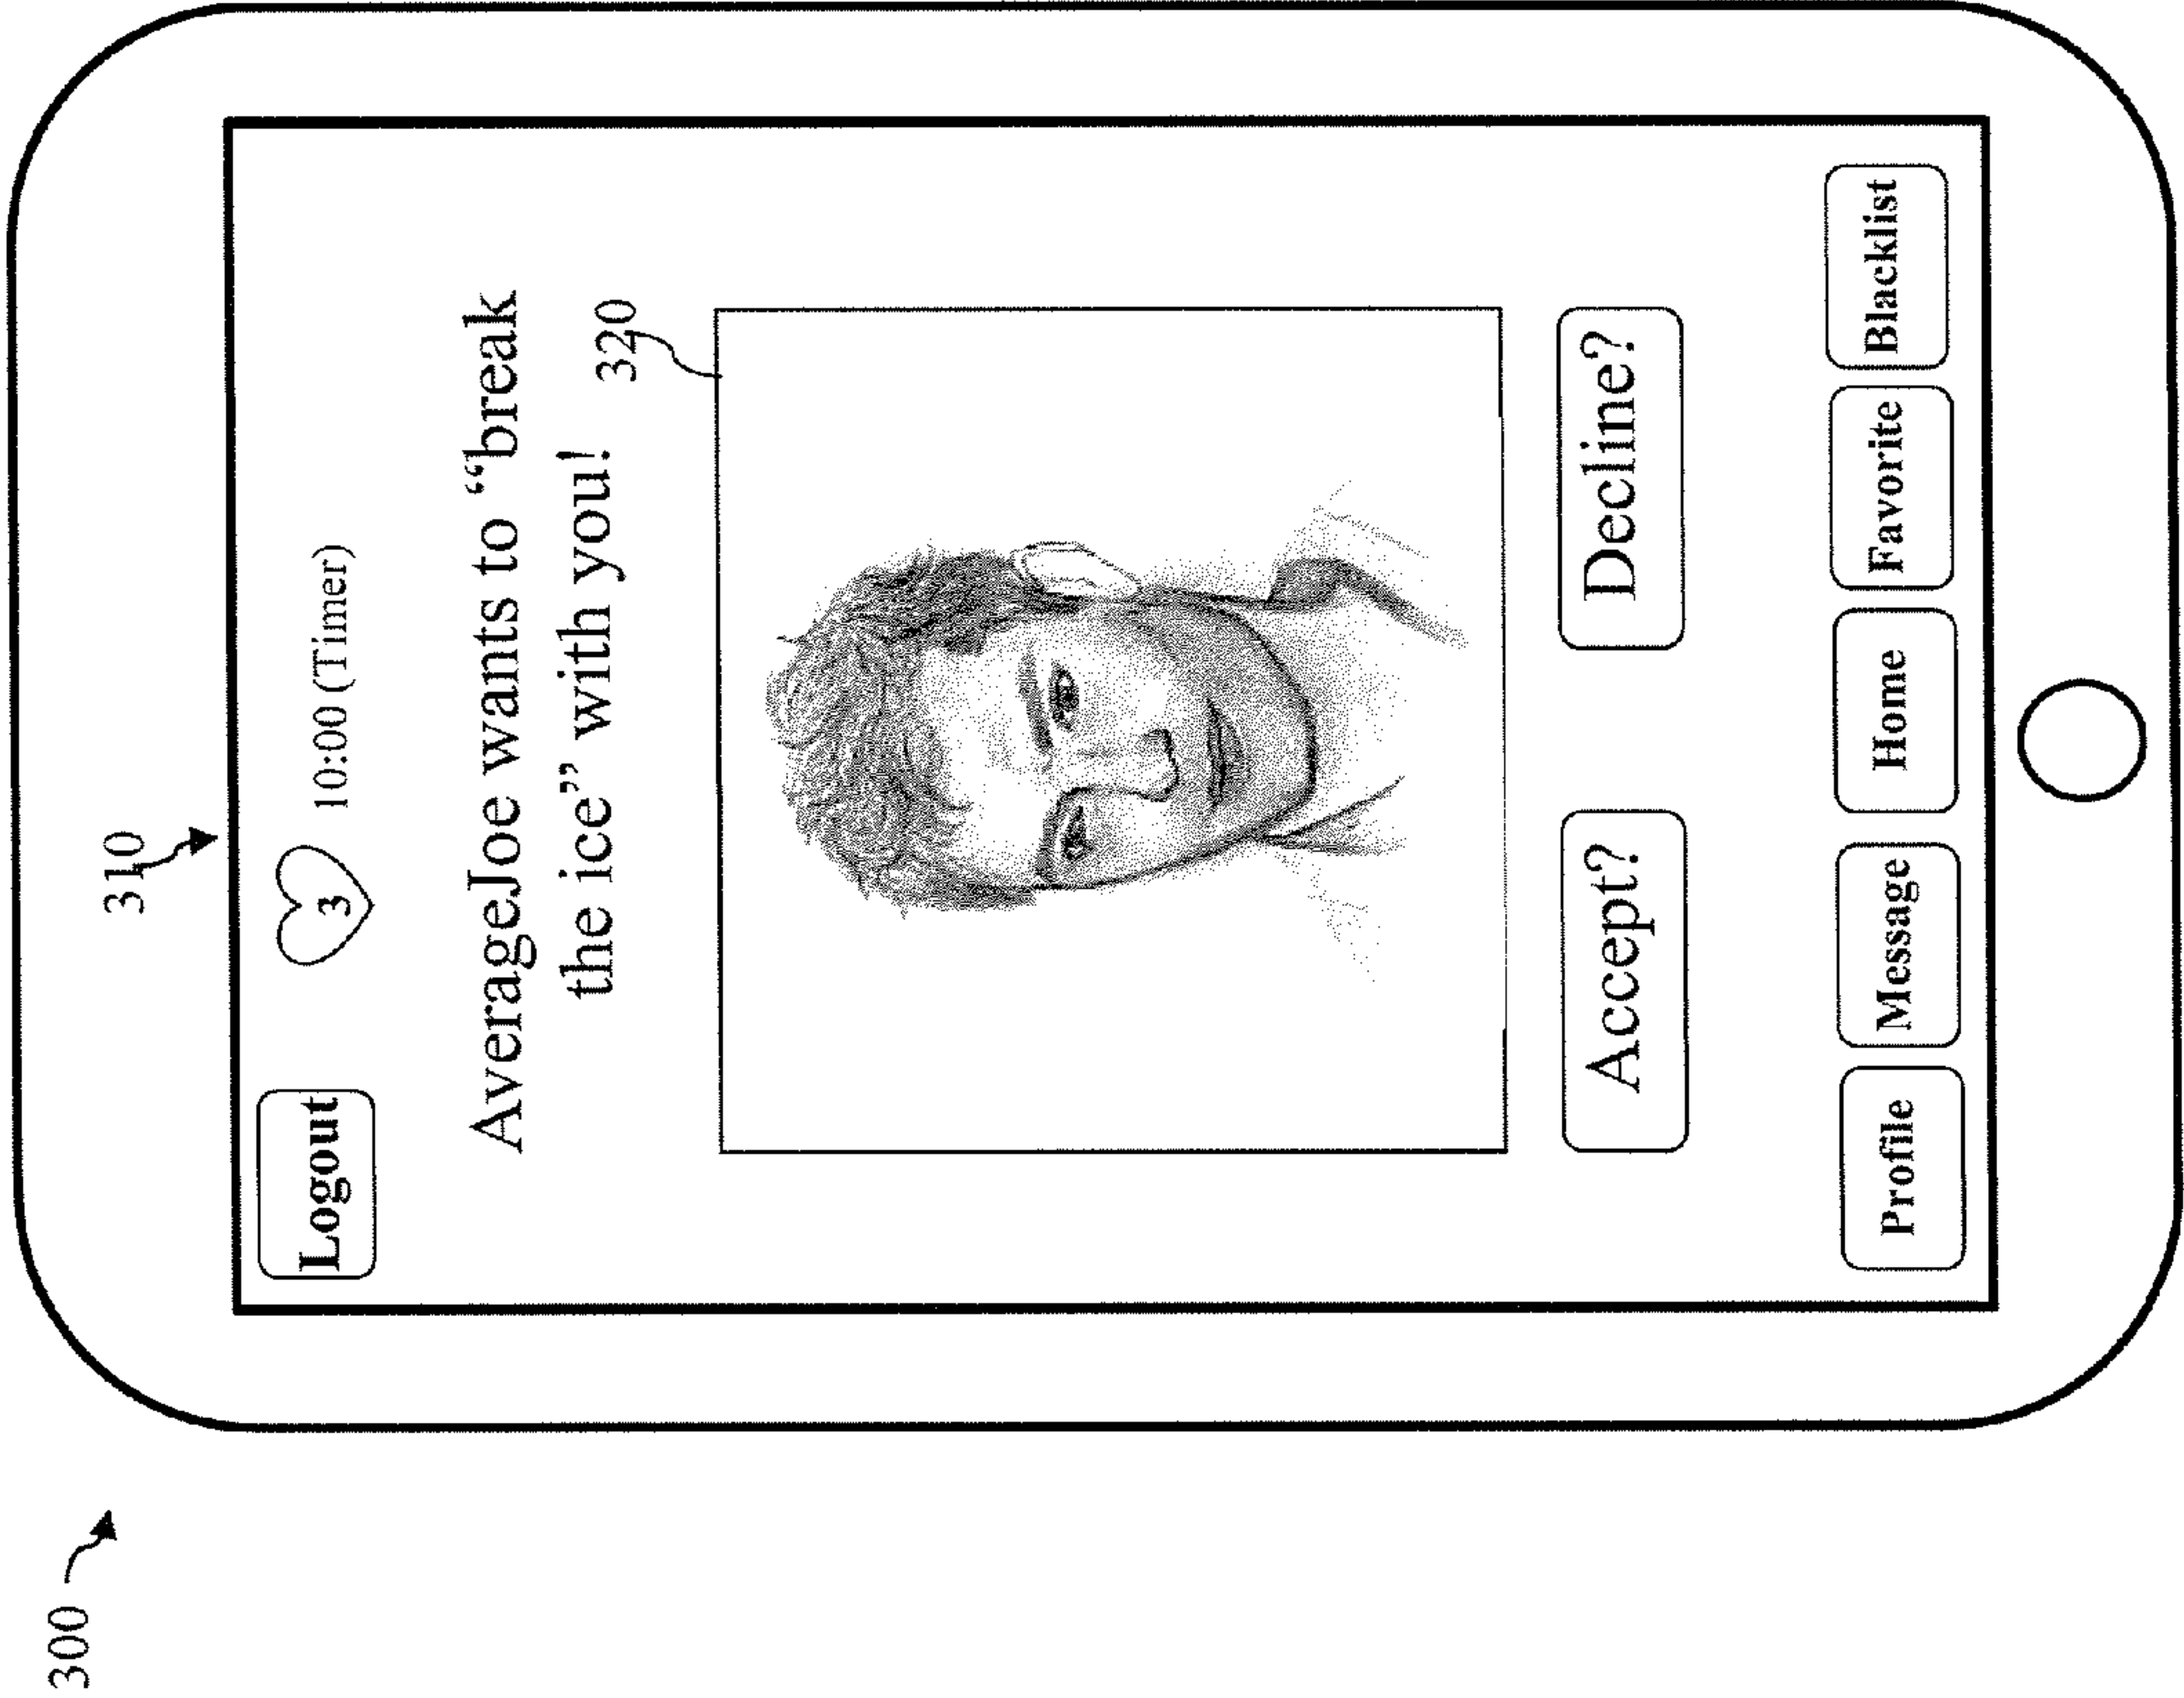 300
310
Logout
3
10:00 (Timer)
AverageJoe wants to “break
the ice” with you!
320
Accept?
Decline?
Profile
Message
Home
Favorite
Blacklist